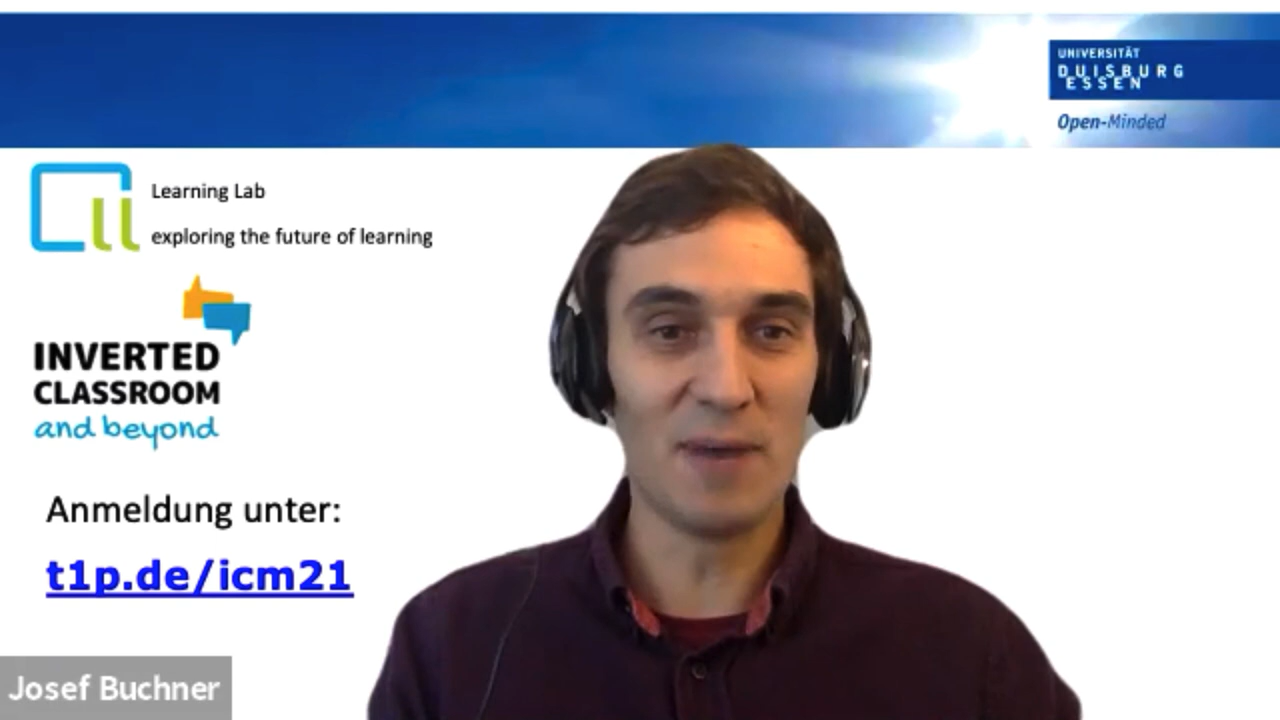 UNIVERSITÄT
DUISBURG
ESSEN
Open-Minded
Learning Lab
exploring the future of learning
INVERTED
CLASSROOM
and beyond
Anmeldung unter:
t1p.de/icm21
Josef Buchner